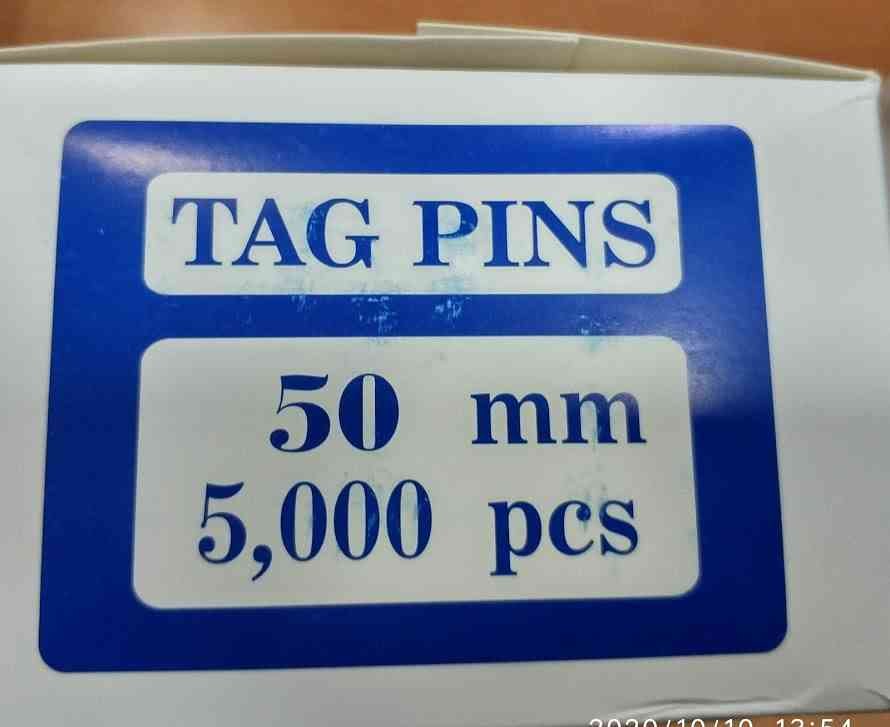 TAG PINS
50 mm
5,000 pcs